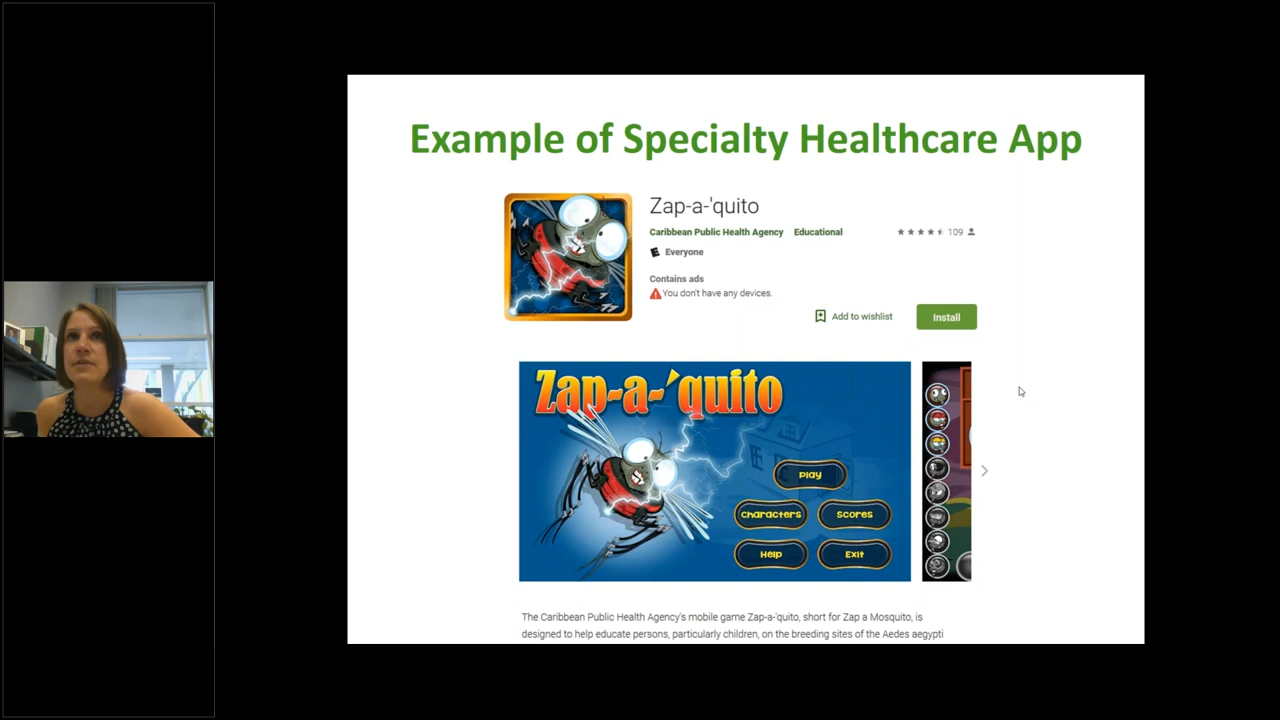 Example of Specialty Healthcare App
Zap-a-'quito
Caribbean Public Health Agency Educational
109
E Everyone
Contains ads
You don't have any devices.
Add to wishlist
Install
Zap-a-'quito
Play
Characters
Scores
Help
Exit
The Caribbean Public Health Agency's mobile game Zap-a-'quito, short for Zap a Mosquito, is
designed to help educate persons, particularly children, on the breeding sites of the Aedes aegypti